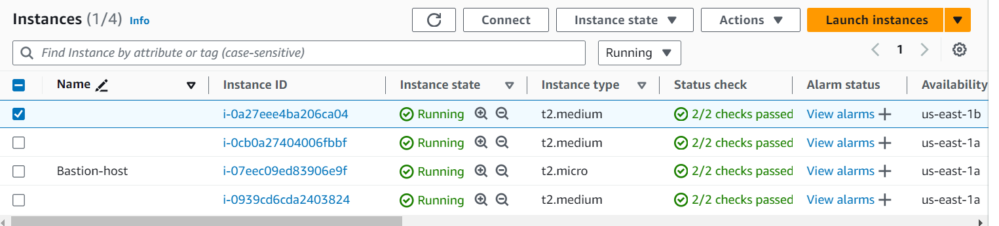 Instances (1/4) Info Connect Instance state Actions Launch instances
Find Instance by attribute or tag (case-sensitive) Running 1
Name Instance ID Instance state Instance type Status check Alarm status Availability
i-0a27eee4ba206ca04 Running t2.medium 2/2 checks passed View alarms us-east-1b
i-0cb0a27404006fbbf Running t2.medium 2/2 checks passed View alarms us-east-1a
Bastion-host i-07eec09ed83906e9f Running t2.micro 2/2 checks passed View alarms us-east-1a
i-0939cd6cda2403824 Running t2.medium 2/2 checks passed View alarms us-east-1a